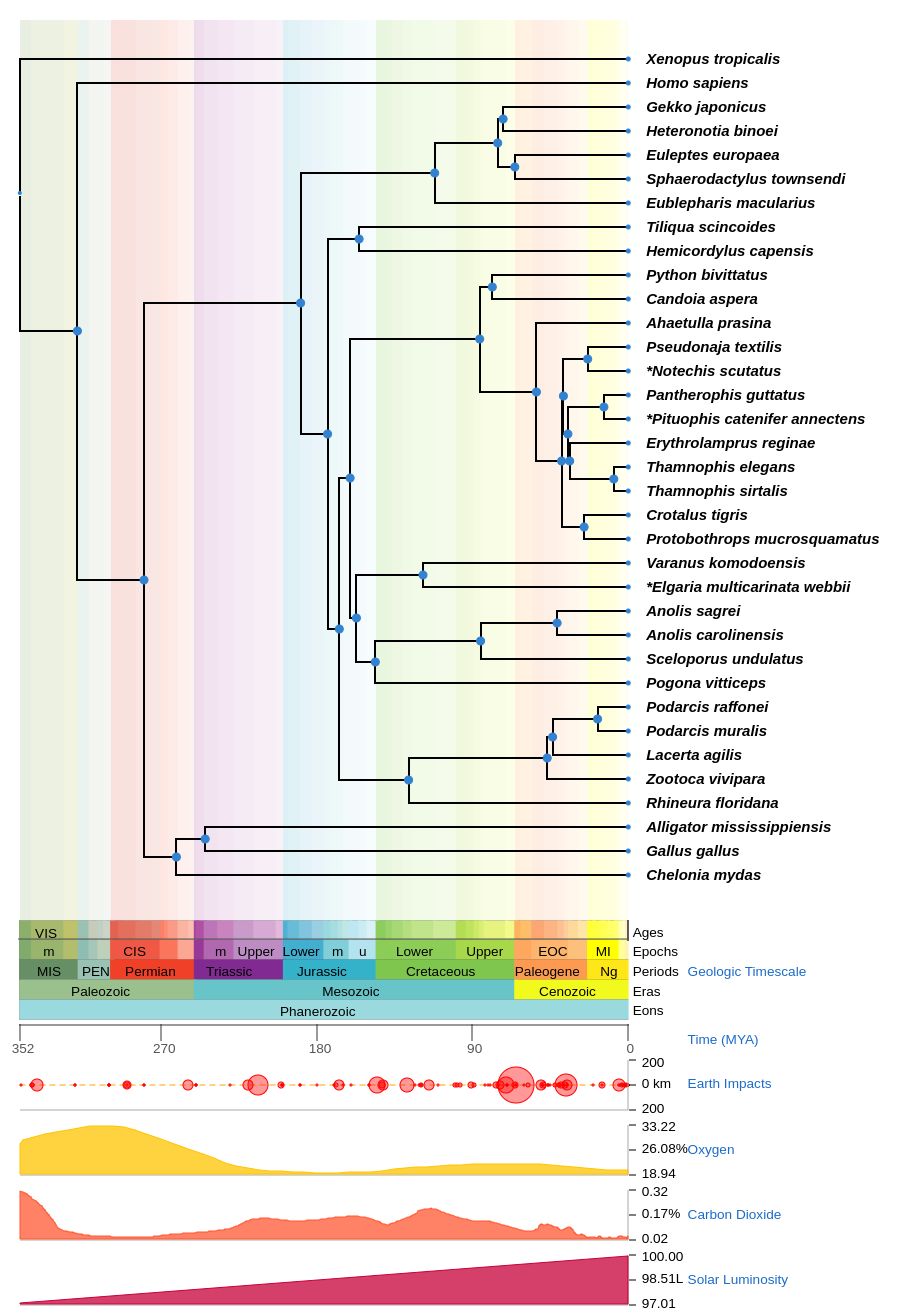 Xenopus tropicalis
Homo sapiens
Gekko japonicus
Heteronotia binoei
Euleptes europaea
Sphaerodactylus townsendi
Eublepharis macularius
Tiliqua scincoides
Hemicordylus capensis
Python bivittatus
Candoia aspera
Ahaetulla prasina
Pseudonaja textilis
*Notechis scutatus
Pantherophis guttatus
*Pituophis catenifer annectens
Erythrolamprus reginae
Thamnophis elegans
Thamnophis sirtalis
Crotalus tigris
Protobothrops mucrosquamatus
Varanus komodoensis
*Elgaria multicarinata webbii
Anolis sagrei
Anolis carolinensis
Sceloporus undulatus
Pogona vitticeps
Podarcis raffonei
Podarcis muralis
Lacerta agilis
Zootoca vivipara
Rhineura floridana
Alligator mississippiensis
Gallus gallus
Chelonia mydas
VIS Ages
m CIS m Upper Lower m u Lower Upper EOC MI Epochs
MIS PEN Permian Triassic Jurassic Cretaceous Paleogene Ng Periods Geologic Timescale
Paleozoic Mesozoic Cenozoic Eras
Phanerozoic Eons
Time (MYA)
352 270 180 90 0
200
0 km Earth Impacts
200
33.22
26.08% Oxygen
18.94
0.32
0.17% Carbon Dioxide
0.02
100.00
98.51L Solar Luminosity
97.01